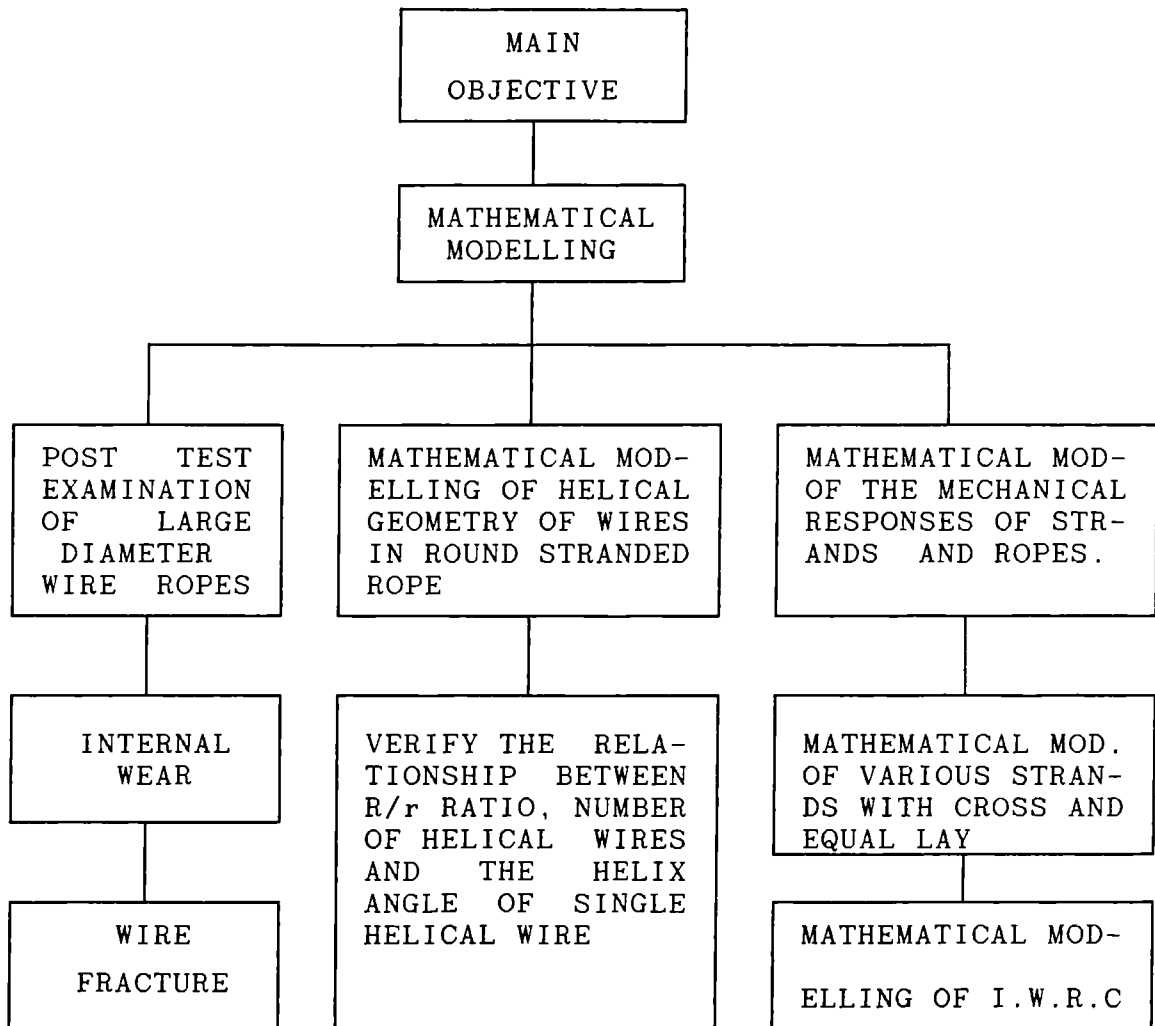 MAIN
OBJECTIVE
MATHEMATICAL
MODELLING
POST TEST
EXAMINATION
OF LARGE
DIAMETER
WIRE ROPES
MATHEMATICAL MOD-
ELLING OF HELICAL
GEOMETRY OF WIRES
IN ROUND STRANDED
ROPE
MATHEMATICAL MOD-
OF THE MECHANICAL
RESPONSES OF STR-
ANDS AND ROPES.
INTERNAL
WEAR
VERIFY THE RELA-
TIONSHIP BETWEEN
R/r RATIO, NUMBER
OF HELICAL WIRES
AND THE HELIX
ANGLE OF SINGLE
HELICAL WIRE
MATHEMATICAL MOD.
OF VARIOUS STRAN-
DS WITH CROSS AND
EQUAL LAY
WIRE
FRACTURE
MATHEMATICAL MOD-
ELLING OF I.W.R.C